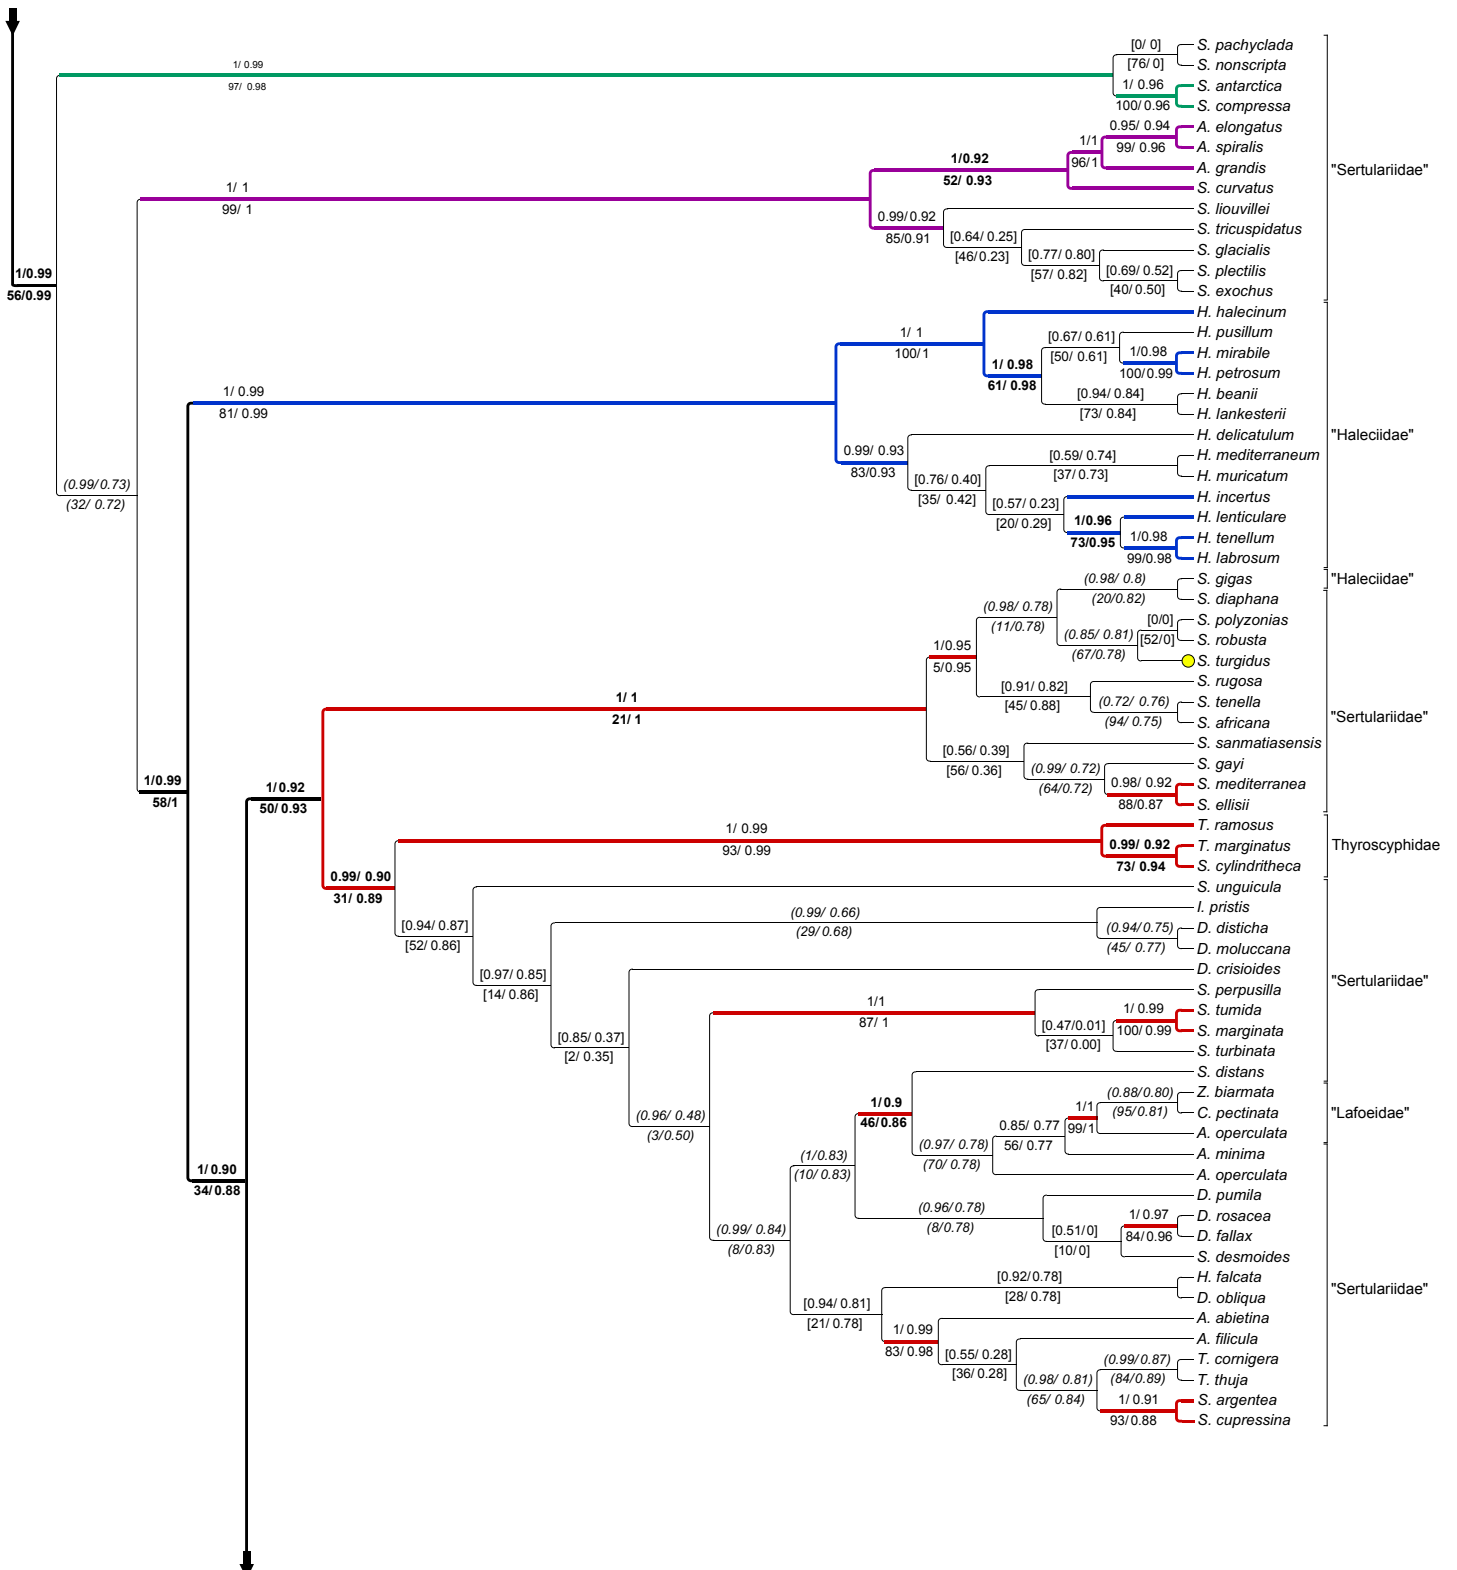 1/ 0.99
97/ 0.98
[0/ 0]
[76/ 0]
S. pachyclada
S. nonscripta
1/ 0.96
100/ 0.96
S. antarctica
S. compressa
0.95/ 0.94
99/ 0.96
A. elongatus
A. spiralis
1/1
96/1
A. grandis
1/0.92
52/ 0.93
S. curvatus
"Sertulariidae"
1/ 1
99/ 1
0.99/ 0.92
85/0.91
S. liouvillei
[0.64/ 0.25]
[46/ 0.23]
S. tricuspidatus
[0.77/ 0.80]
[57/ 0.82]
S. glacialis
[0.69/ 0.52]
[40/ 0.50]
S. plectilis
S. exochus
1/0.99
56/0.99
H. halecinum
1/ 1
100/1
[0.67/ 0.61]
[50/ 0.61]
H. pusillum
1/0.98
100/0.99
H. mirabile
H. petrosum
1/ 0.98
61/ 0.98
[0.94/ 0.84]
[73/ 0.84]
H. beanii
H. lankesterii
1/ 0.99
81/ 0.99
"Haleciidae"
H. delicatulum
0.99/ 0.93
83/0.93
[0.59/ 0.74]
[37/ 0.73]
H. mediterraneum
H. muricatum
[0.76/ 0.40]
[35/ 0.42]
[0.57/ 0.23]
[20/ 0.29]
H. incertus
1/0.96
73/0.95
H. lenticulare
1/0.98
99/0.98
H. tenellum
H. labrosum
(0.99/ 0.73)
(32/ 0.72)
(0.98/ 0.8)
(20/0.82)
S. gigas
"Haleciidae"
S. diaphana
(0.98/ 0.78)
(11/0.78)
[0/0]
[52/0]
S. polyzonias
S. robusta
(0.85/ 0.81)
(67/0.78)
S. turgidus
1/0.95
5/0.95
[0.91/ 0.82]
[45/ 0.88]
S. rugosa
(0.72/ 0.76)
(94/ 0.75)
S. tenella
S. africana
1/ 1
21/ 1
"Sertulariidae"
[0.56/ 0.39]
[56/ 0.36]
S. sanmatiasensis
(0.99/ 0.72)
(64/0.72)
S. gayi
0.98/ 0.92
88/0.87
S. mediterranea
S. ellisii
1/0.99
58/1
1/0.92
50/ 0.93
1/ 0.99
93/ 0.99
T. ramosus
0.99/ 0.92
73/ 0.94
T. marginatus
S. cylindritheca
Thyroscyphidae
0.99/ 0.90
31/ 0.89
S. unguicula
[0.94/ 0.87]
[52/ 0.86]
(0.99/ 0.66)
(29/ 0.68)
I. pristis
(0.94/ 0.75)
(45/ 0.77)
D. disticha
D. moluccana
[0.97/ 0.85]
[14/ 0.86]
D. crisioides
"Sertulariidae"
1/1
87/ 1
S. perpusilla
1/ 0.99
100/ 0.99
S. tumida
S. marginata
[0.47/0.01]
[37/ 0.00]
S. turbinata
[0.85/ 0.37]
[2/ 0.35]
S. distans
1/ 0.9
46/0.86
(0.88/0.80)
(95/0.81)
Z. biarmata
C. pectinata
1/1
99/1
A. operculata
"Lafoeidae"
(0.96/ 0.48)
(3/0.50)
0.85/ 0.77
56/ 0.77
A. minima
(0.97/ 0.78)
(70/ 0.78)
A. operculata
(1/0.83)
(10/ 0.83)
1/ 0.90
34/ 0.88
(0.96/ 0.78)
(8/0.78)
D. pumila
1/ 0.97
84/ 0.96
D. rosacea
D. fallax
[0.51/0]
[10/ 0]
S. desmoides
(0.99/ 0.84)
(8/0.83)
[0.92/ 0.78]
[28/ 0.78]
H. falcata
D. obliqua
"Sertulariidae"
[0.94/ 0.81]
[21/ 0.78]
1/ 0.99
83/ 0.98
A. abietina
[0.55/ 0.28]
[36/ 0.28]
A. filicula
(0.99/ 0.87)
(84/ 0.89)
T. cornigera
T. thuja
(0.98/ 0.81)
(65/ 0.84)
1/ 0.91
93/ 0.88
S. argentea
S. cupressina